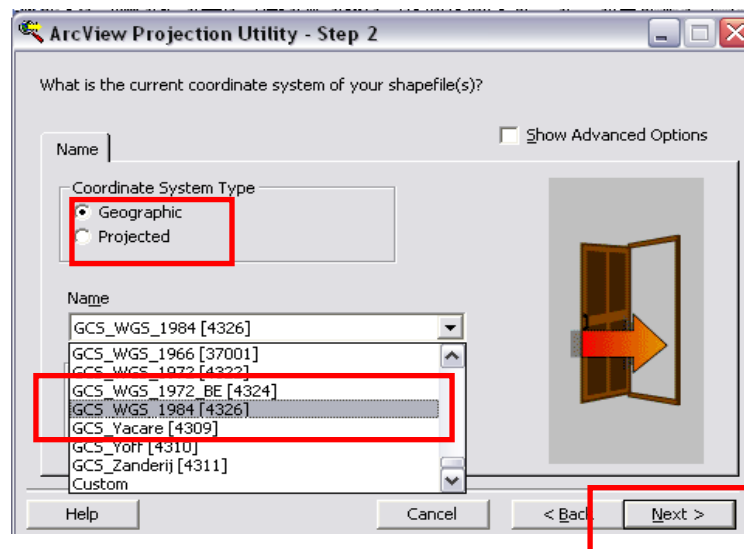 ArcView Projection Utility - Step 2
What is the current coordinate system of your shapefile(s)?
Show Advanced Options
Name
Coordinate System Type
Geographic
Projected
Name
GCS_WGS_1984 [4326]
GCS_WGS_1966 [37001]
GCS_WGS_1972 [4322]
GCS_WGS_1972_BE [4324]
GCS_WGS_1984 [4326]
GCS_Yacare [4309]
GCS_Yoff [4310]
GCS_Zanderij [4311]
Custom
Help Cancel < Back Next >